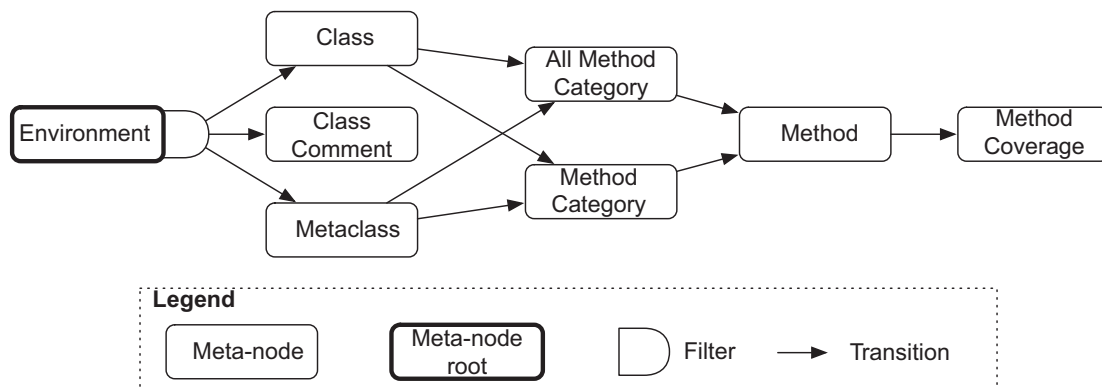 Class
All Method
Category
Environment
Class
Comment
Method
Method
Coverage
Method
Category
Metaclass
Legend
Meta-node
Meta-node
root
Filter
Transition